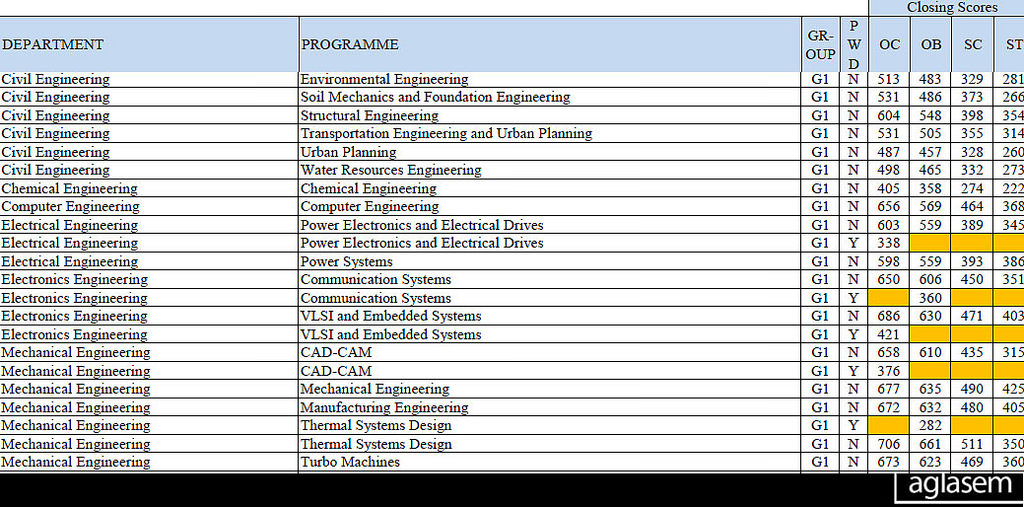 Closing Scores
DEPARTMENT PROGRAMME GR-OUP PWD OC OB SC ST
Civil Engineering Environmental Engineering G1 N 513 483 329 281
Civil Engineering Soil Mechanics and Foundation Engineering G1 N 531 486 373 266
Civil Engineering Structural Engineering G1 N 604 548 398 354
Civil Engineering Transportation Engineering and Urban Planning G1 N 531 505 355 314
Civil Engineering Urban Planning G1 N 487 457 328 260
Civil Engineering Water Resources Engineering G1 N 498 465 332 273
Chemical Engineering Chemical Engineering G1 N 405 358 274 222
Computer Engineering Computer Engineering G1 N 656 569 464 368
Electrical Engineering Power Electronics and Electrical Drives G1 N 603 559 389 345
Electrical Engineering Power Electronics and Electrical Drives G1 Y 338
Electrical Engineering Power Systems G1 N 598 559 393 386
Electronics Engineering Communication Systems G1 N 650 606 450 351
Electronics Engineering Communication Systems G1 Y 360
Electronics Engineering VLSI and Embedded Systems G1 N 686 630 471 403
Electronics Engineering VLSI and Embedded Systems G1 Y 421
Mechanical Engineering CAD-CAM G1 N 658 610 435 315
Mechanical Engineering CAD-CAM G1 Y 376
Mechanical Engineering Mechanical Engineering G1 N 677 635 490 425
Mechanical Engineering Manufacturing Engineering G1 N 672 632 480 405
Mechanical Engineering Thermal Systems Design G1 Y 282
Mechanical Engineering Thermal Systems Design G1 N 706 661 511 350
Mechanical Engineering Turbo Machines G1 N 673 623 469 360
aglasem